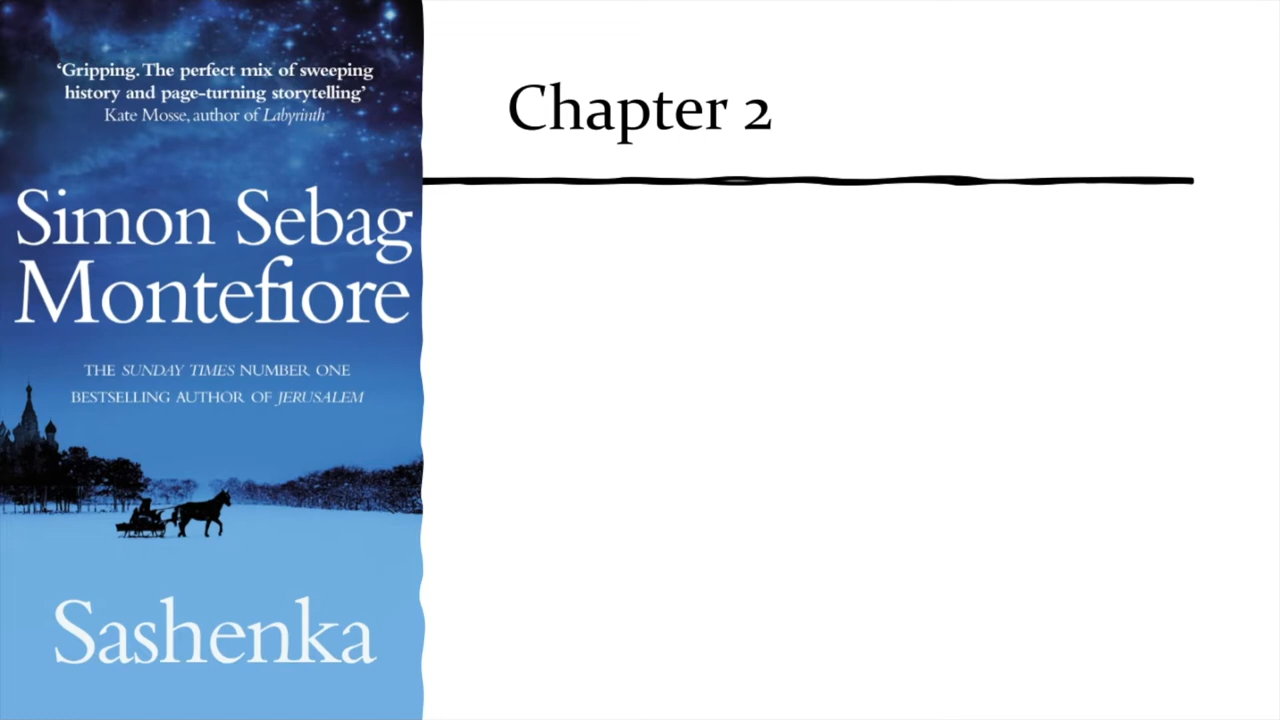 ‘Gripping. The perfect mix of sweeping
history and page-turning storytelling’
Kate Mosse, author of Labyrinth
Simon Sebag
Montefiore
THE SUNDAY TIMES NUMBER ONE
BESTSELLING AUTHOR OF JERUSALEM
Sashenka
Chapter 2